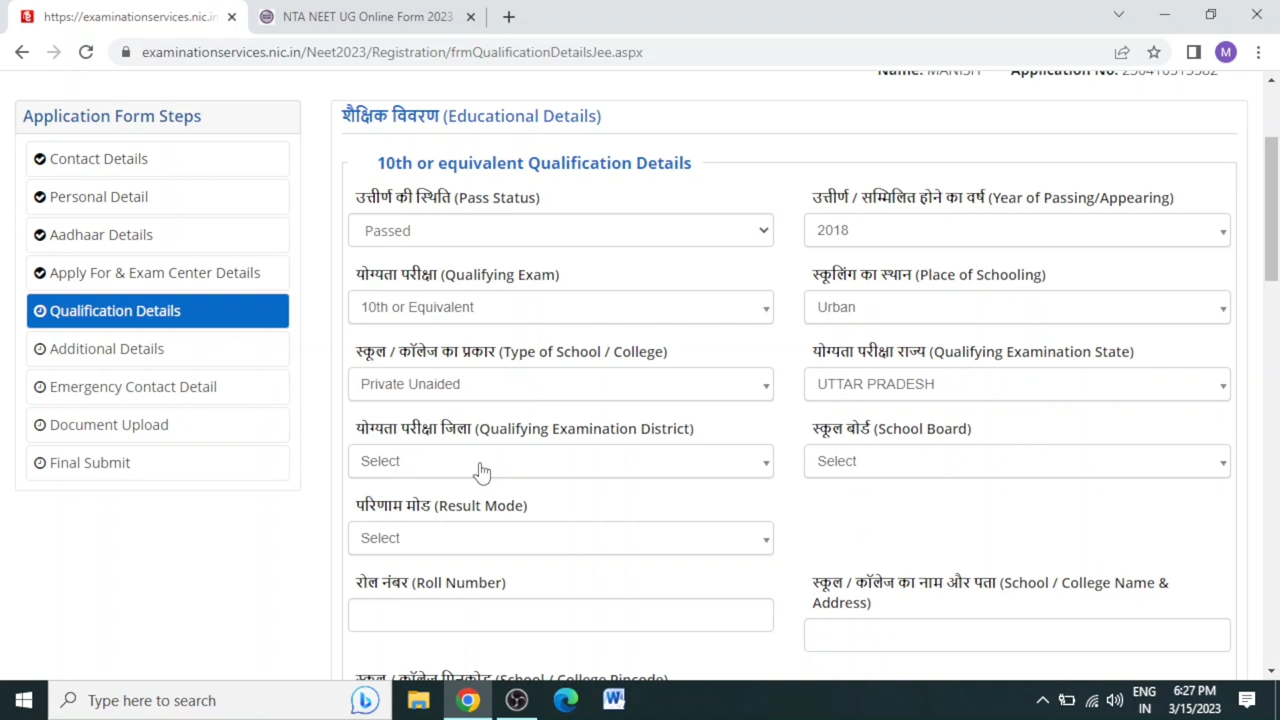 https://examinationservices.nic.in
NTA NEET UG Online Form 2023
examinationservices.nic.in/Neet2023/Registration/frmQualificationDetailsJee.aspx
M
Name: MANISH Application No:
Application Form Steps
Contact Details
Personal Detail
Aadhaar Details
Apply For & Exam Center Details
Qualification Details
Additional Details
Emergency Contact Detail
Document Upload
Final Submit
शैक्षिक विवरण (Educational Details)
10th or equivalent Qualification Details
उत्तीर्ण की स्थिति (Pass Status)
Passed
उत्तीर्ण / सम्मिलित होने का वर्ष (Year of Passing/Appearing)
2018
योग्यता परीक्षा (Qualifying Exam)
10th or Equivalent
स्कूलिंग का स्थान (Place of Schooling)
Urban
स्कूल / कॉलेज का प्रकार (Type of School / College)
Private Unaided
योग्यता परीक्षा राज्य (Qualifying Examination State)
UTTAR PRADESH
योग्यता परीक्षा जिला (Qualifying Examination District)
Select
स्कूल बोर्ड (School Board)
Select
परिणाम मोड (Result Mode)
Select
रोल नंबर (Roll Number)
स्कूल / कॉलेज का नाम और पता (School / College Name &
Address)
स्कूल / कॉलेज पिनकोड (School / College Pincode)
Type here to search
ENG
IN
6:27 PM
3/15/2023